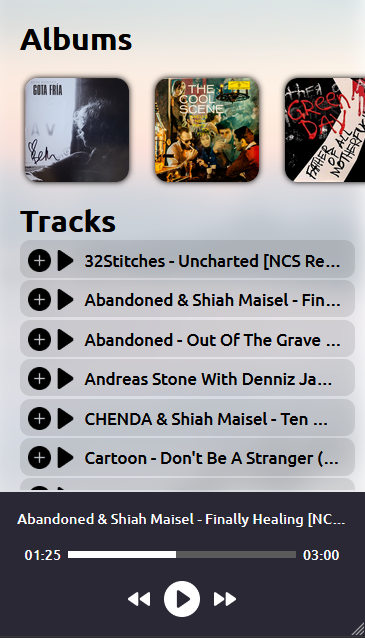 Albums
GOTA FRÍA
THE
COOL
SCENE
GREEN
DAY
FATHER OF ALL
MOTHERFU
Tracks
32Stitches - Uncharted [NCS Re...
Abandoned & Shiah Maisel - Fin...
Abandoned - Out Of The Grave ...
Andreas Stone With Denniz Ja...
CHENDA & Shiah Maisel - Ten ...
Cartoon - Don't Be A Stranger (...
Abandoned & Shiah Maisel - Finally Healing [NC...
01:25
03:00